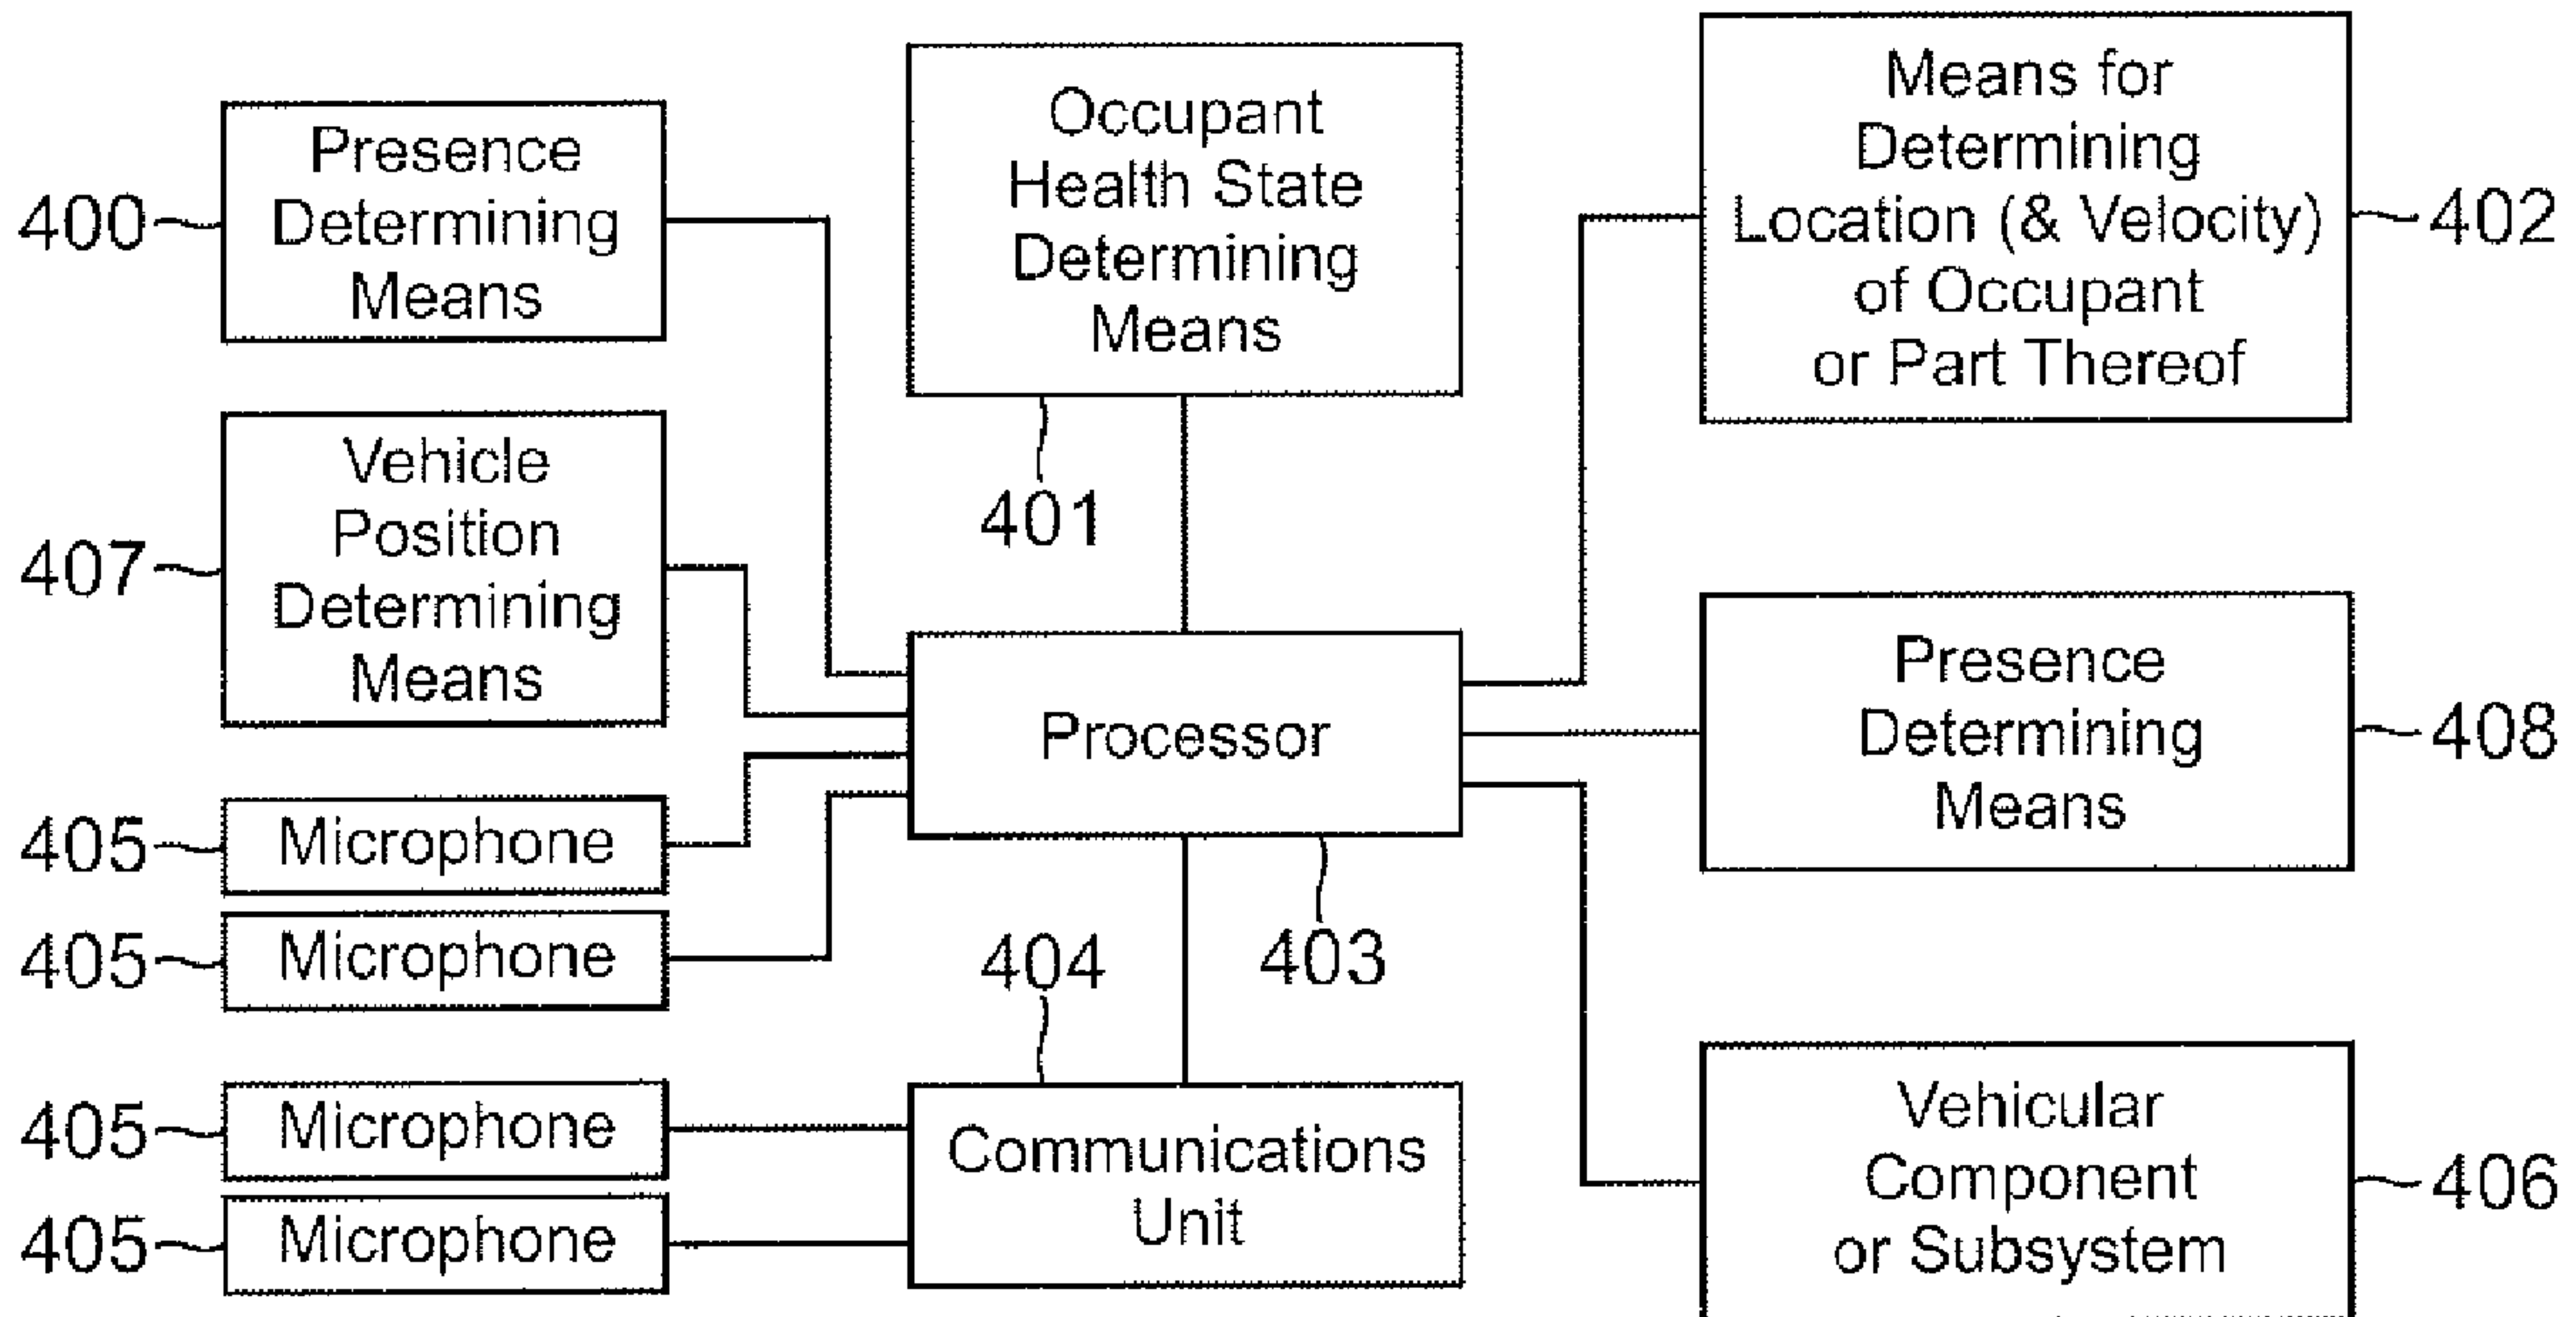 400
Presence
Determining
Means
Occupant
Health State
Determining
Means
401
Means for
Determining
Location (& Velocity)
of Occupant
or Part Thereof
402
407
Vehicle
Position
Determining
Means
Processor
403
Presence
Determining
Means
408
405
Microphone
405
Microphone
404
405
Microphone
405
Microphone
Communications
Unit
Vehicular
Component
or Subsystem
406